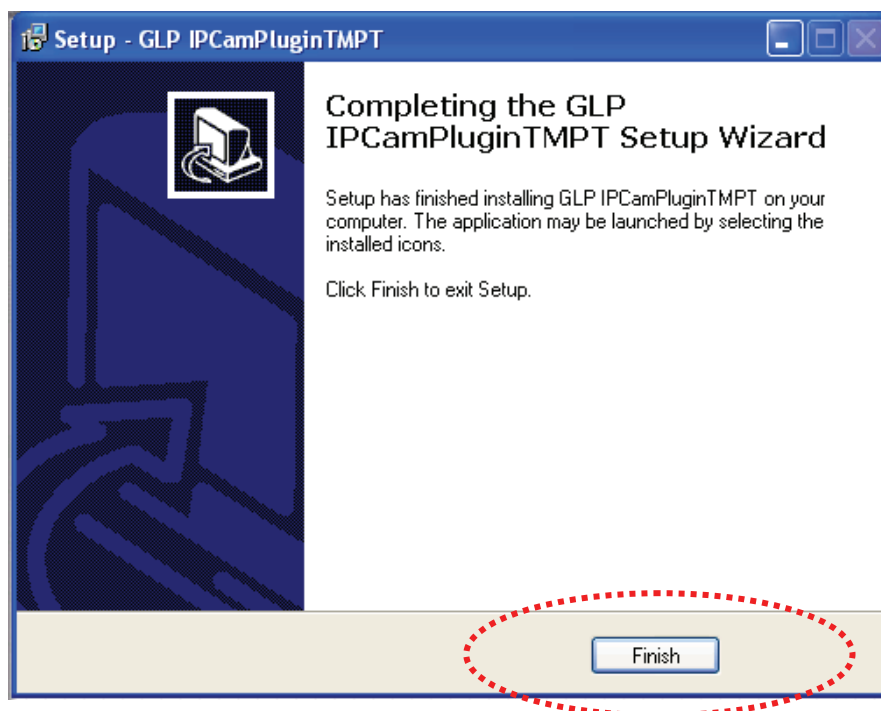 Setup - GLP IPCamPluginTMPT
Completing the GLP
IPCamPluginTMPT Setup Wizard
Setup has finished installing GLP IPCamPluginTMPT on your
computer. The application may be launched by selecting the
installed icons.
Click Finish to exit Setup.
Finish